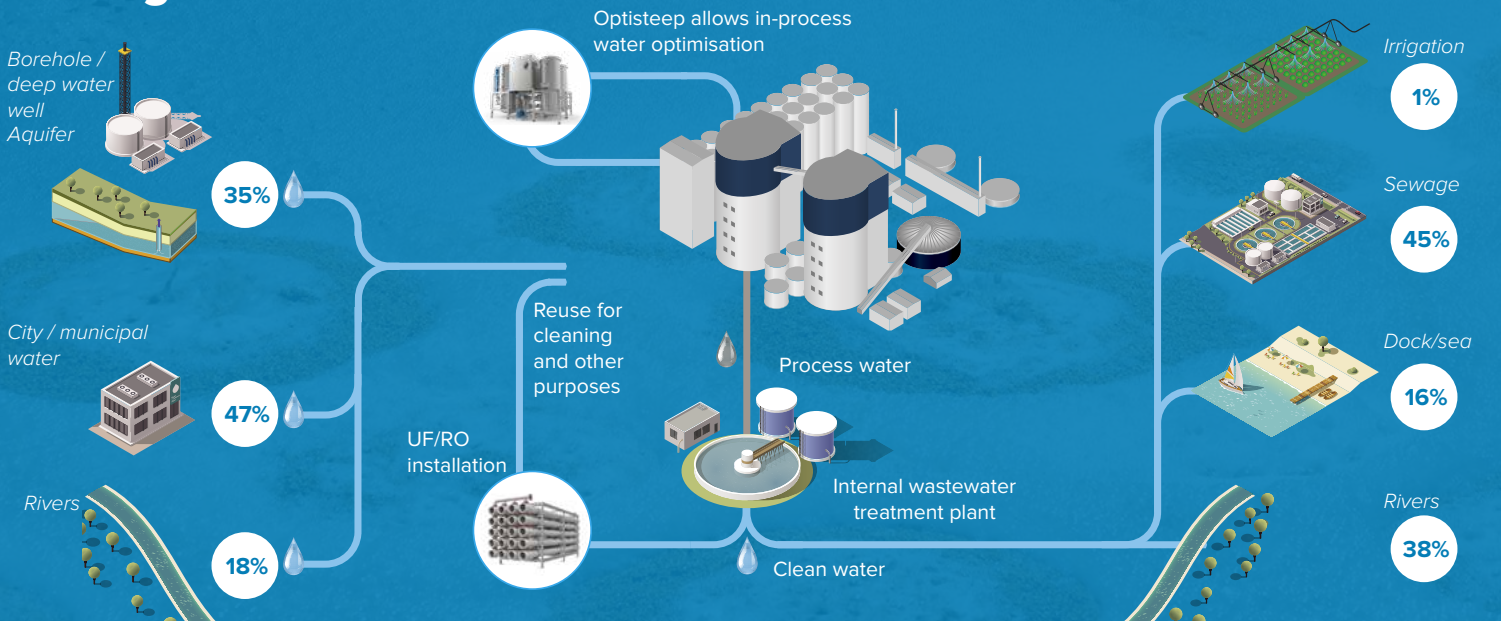 Optisteep allows in-process
water optimisation
Borehole /
deep water
well
Aquifer
35%
City / municipal
water
47%
Rivers
18%
Reuse for
cleaning
and other
purposes
UF/RO
installation
Process water
Internal wastewater
treatment plant
Clean water
Irrigation
1%
Sewage
45%
Dock/sea
16%
Rivers
38%